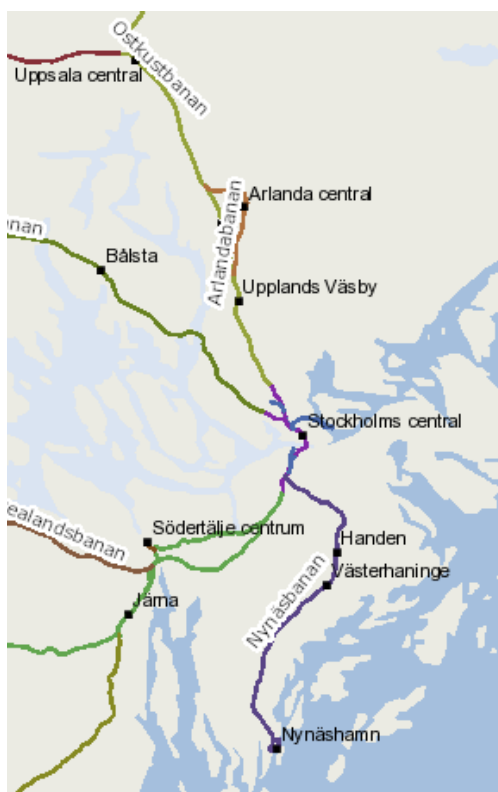 Ostkustbanan
Uppsala central
Arlandabanan
Arlanda central
anan
Bålsta
Upplands Väsby
Stockholms central
ealandsbanan
Södertälje centrum
Handen
Västerhaninge
Nynäsbanan
Järna
Nynäshamn